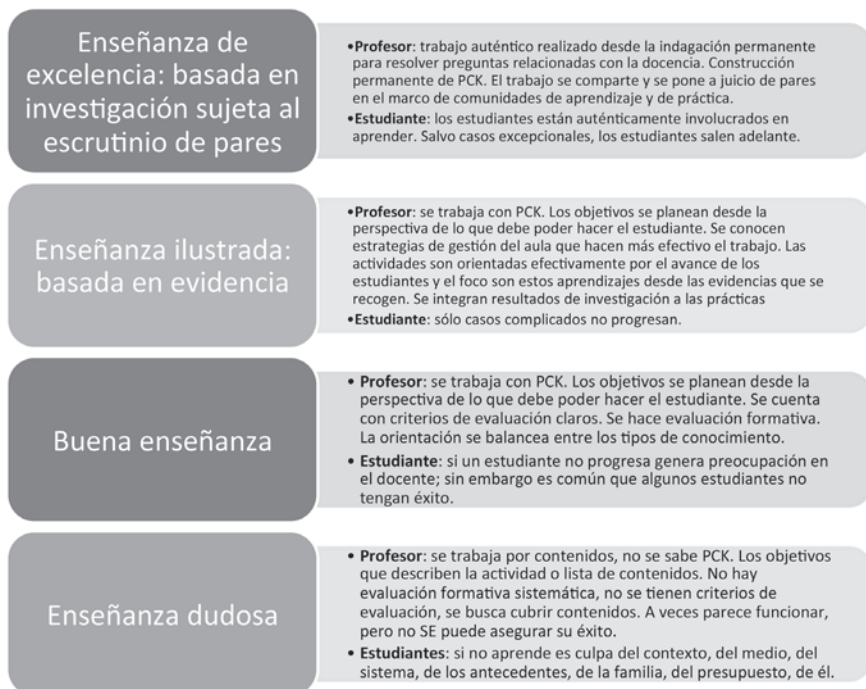 Enseñanza de
excelencia: basada en
investigación sujeta al
escrutinio de pares
•Profesor: trabajo auténtico realizado desde la indagación permanente
para resolver preguntas relacionadas con la docencia. Construcción
permanente de PCK. El trabajo se comparte y se pone a juicio de pares
en el marco de comunidades de aprendizaje y de práctica.
•Estudiante: los estudiantes están auténticamente involucrados en
aprender. Salvo casos excepcionales, los estudiantes salen adelante.
Enseñanza ilustrada:
basada en evidencia
•Profesor: se trabaja con PCK. Los objetivos se planean desde la
perspectiva de lo que debe poder hacer el estudiante. Se conocen
estrategias de gestión del aula que hacen más efectivo el trabajo. Las
actividades son orientadas efectivamente por el avance de los
estudiantes y el foco son estos aprendizajes desde las evidencias que se
recogen. Se integran resultados de investigación a las prácticas
•Estudiante: sólo casos complicados no progresan.
Buena enseñanza
• Profesor: se trabaja con PCK. Los objetivos se planean desde la
perspectiva de lo que debe poder hacer el estudiante. Se cuenta
con criterios de evaluación claros. Se hace evaluación formativa.
La orientación se balancea entre los tipos de conocimiento.
• Estudiante: si un estudiante no progresa genera preocupación en
el docente; sin embargo es común que algunos estudiantes no
tengan éxito.
Enseñanza dudosa
• Profesor: se trabaja por contenidos, no se sabe PCK. Los objetivos
que describen la actividad o lista de contenidos. No hay
evaluación formativa sistemática, no se tienen criterios de
evaluación, se busca cubrir contenidos. A veces parece funcionar,
pero no SE puede asegurar su éxito.
• Estudiantes: si no aprende es culpa del contexto, del medio, del
sistema, de los antecedentes, de la familia, del presupuesto, de él.